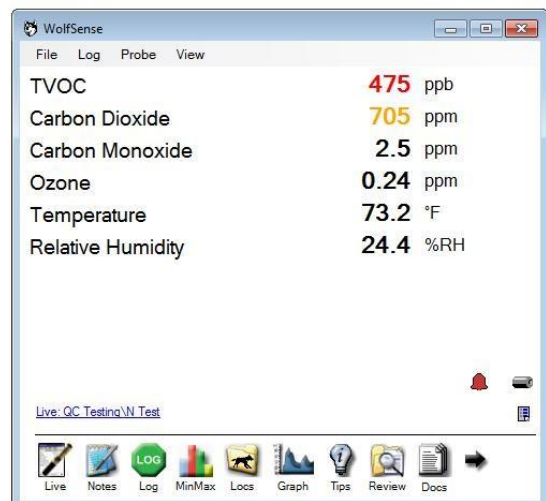 WolfSense
File Log Probe View
TVOC 475 ppb
Carbon Dioxide 705 ppm
Carbon Monoxide 2.5 ppm
Ozone 0.24 ppm
Temperature 73.2 °F
Relative Humidity 24.4 %RH
Live: QC Testing\N Test
LOG
Live Notes Log MinMax Locs Graph Tips Review Docs